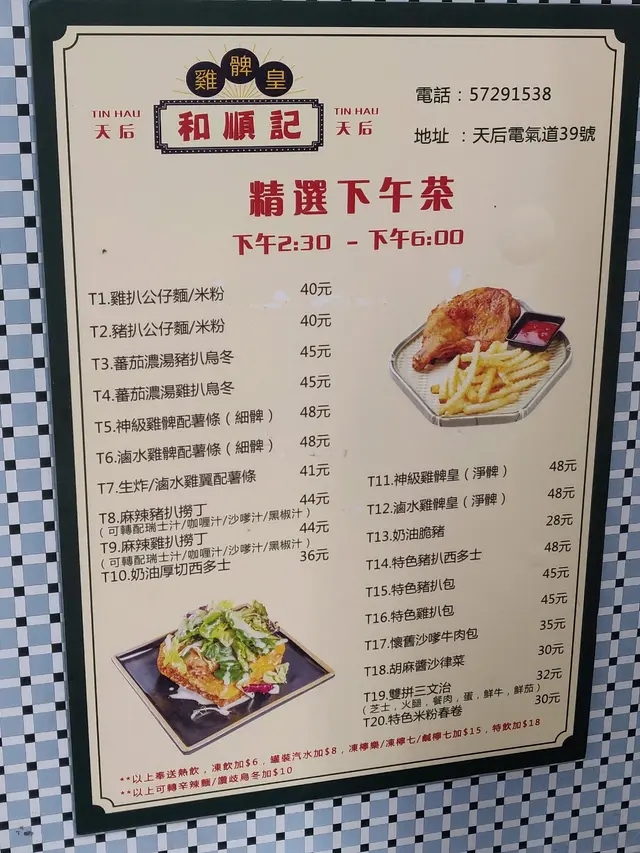 雞髀皇
TIN HAU
天后
和順記
TIN HAU
天后
電話：57291538
地址 ：天后電氣道39號
精選下午茶
下午2:30 - 下午6:00
T1.雞扒公仔麵/米粉 40元
T2.豬扒公仔麵/米粉 40元
T3.蕃茄濃湯豬扒烏冬 45元
T4.蕃茄濃湯雞扒烏冬 45元
T5.神級雞髀配薯條（細髀） 48元
T6.滷水雞髀配薯條（細髀） 48元
T7.生炸/滷水雞翼配薯條 41元
T8.麻辣豬扒撈丁 44元
（可轉配瑞士汁/咖喱汁/沙嗲汁/黑椒汁）
T9.麻辣雞扒撈丁 44元
（可轉配瑞士汁/咖喱汁/沙嗲汁/黑椒汁）
T10.奶油厚切西多士 36元
T11.神級雞髀皇（淨髀） 48元
T12.滷水雞髀皇（淨髀） 48元
T13.奶油脆豬 28元
T14.特色豬扒西多士 48元
T15.特色豬扒包 45元
T16.特色雞扒包 45元
T17.懷舊沙嗲牛肉包 35元
T18.胡麻醬沙律菜 30元
T19.雙拼三文治 32元
（芝士，火腿，餐肉，蛋，鮮牛，鮮茄）
T20.特色米粉春卷 30元
**以上奉送熱飲，凍飲加$6，罐裝汽水加$8，凍檸樂/凍檸七/鹹檸七加$15，特飲加$18
**以上可轉辛辣麵/讚歧烏冬加$10